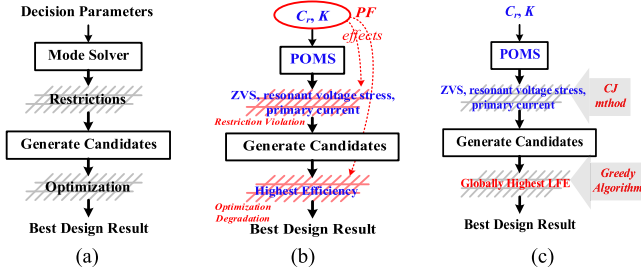 Decision Parameters
Mode Solver
Restrictions
Generate Candidates
Optimization
Best Design Result
(a)
Cr, K
PF
effects
POMS
ZVS, resonant voltage stress,
primary current
Restriction Violation
Generate Candidates
Highest Efficiency
Optimization
Degradation
Best Design Result
(b)
Cr, K
POMS
ZVS, resonant voltage stress,
primary current
CJ
mthod
Generate Candidates
Globally Highest LFE
Greedy
Algorithm
Best Design Result
(c)